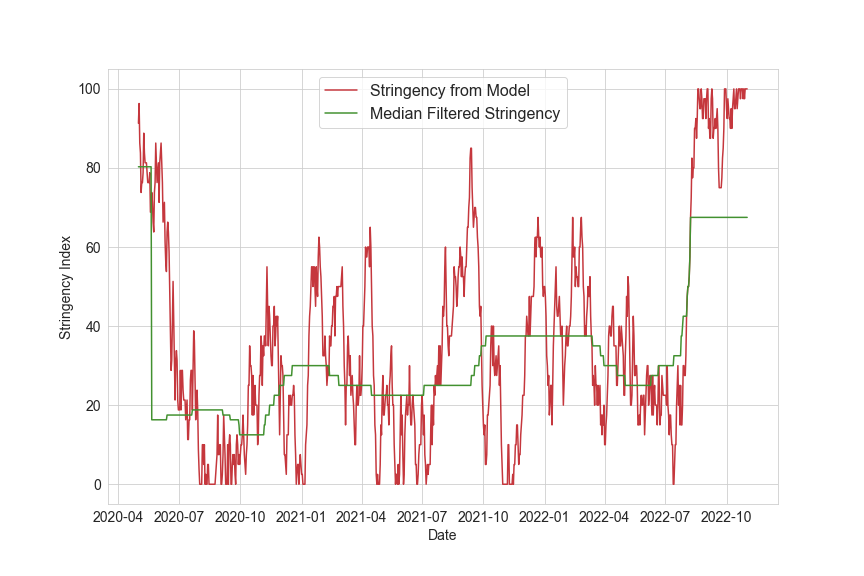 Stringency from Model
Median Filtered Stringency
Stringency Index
100
80
60
40
20
0
2020-04 2020-07 2020-10 2021-01 2021-04 2021-07 2021-10 2022-01 2022-04 2022-07 2022-10
Date